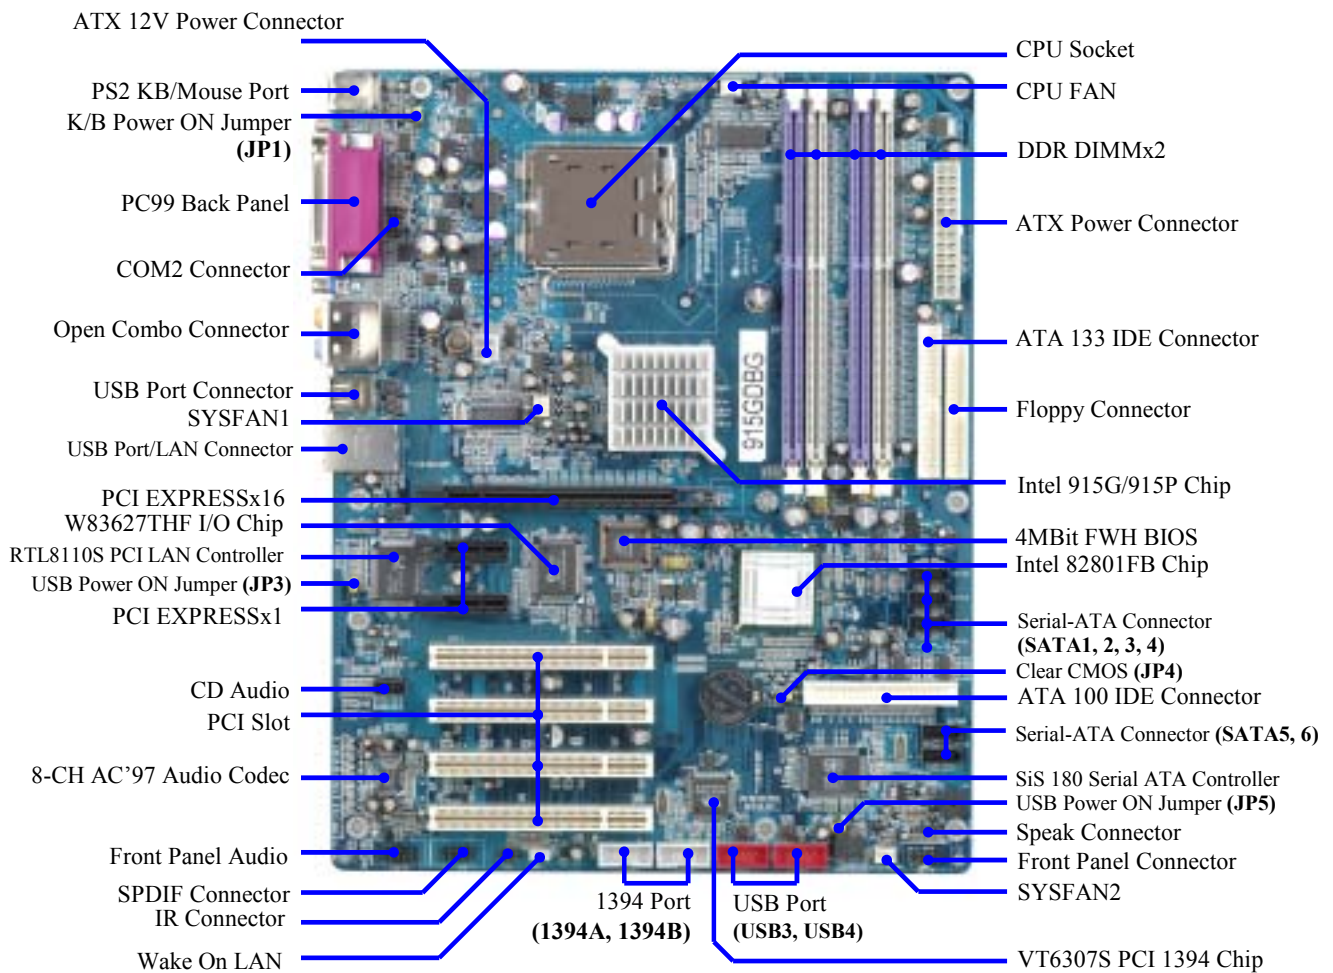 ATX 12V Power Connector
PS2 KB/Mouse Port
K/B Power ON Jumper
(JP1)
PC99 Back Panel
COM2 Connector
Open Combo Connector
USB Port Connector
SYSFAN1
USB Port/LAN Connector
PCI EXPRESSx16
W83627THF I/O Chip
RTL8110S PCI LAN Controller
USB Power ON Jumper (JP3)
PCI EXPRESSx1
CD Audio
PCI Slot
8-CH AC’97 Audio Codec
Front Panel Audio
SPDIF Connector
IR Connector
Wake On LAN
1394 Port
(1394A, 1394B)
USB Port
(USB3, USB4)
915GDBG
CPU Socket
CPU FAN
DDR DIMMx2
ATX Power Connector
ATA 133 IDE Connector
Floppy Connector
Intel 915G/915P Chip
4MBit FWH BIOS
Intel 82801FB Chip
Serial-ATA Connector
(SATA1, 2, 3, 4)
Clear CMOS (JP4)
ATA 100 IDE Connector
Serial-ATA Connector (SATA5, 6)
SiS 180 Serial ATA Controller
USB Power ON Jumper (JP5)
Speak Connector
Front Panel Connector
SYSFAN2
VT6307S PCI 1394 Chip